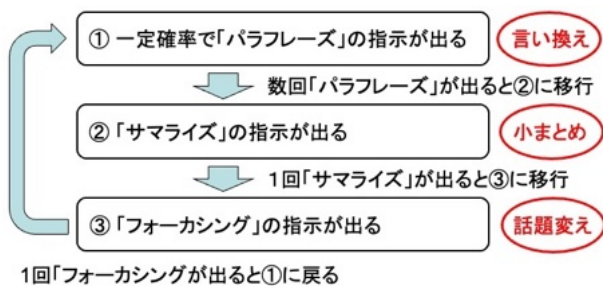 ① 一定確率で「パラフレーズ」の指示が出る
言い換え
数回「パラフレーズ」が出ると②に移行
② 「サマライズ」の指示が出る
小まとめ
1回「サマライズ」が出ると③に移行
③ 「フォーカシング」の指示が出る
話題変え
1回「フォーカシングが出ると①に戻る